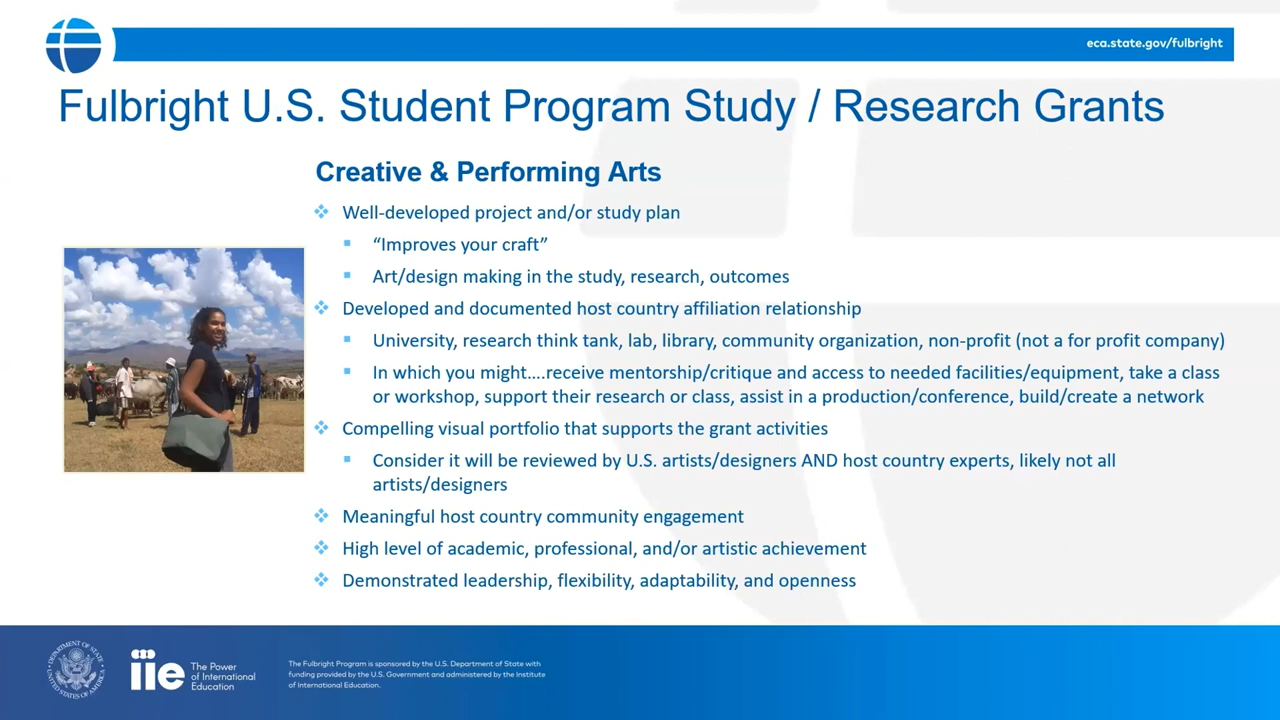 eca.state.gov/fulbright
Fulbright U.S. Student Program Study / Research Grants
Creative & Performing Arts
Well-developed project and/or study plan
“Improves your craft”
Art/design making in the study, research, outcomes
Developed and documented host country affiliation relationship
University, research think tank, lab, library, community organization, non-profit (not a for profit company)
In which you might….receive mentorship/critique and access to needed facilities/equipment, take a class
or workshop, support their research or class, assist in a production/conference, build/create a network
Compelling visual portfolio that supports the grant activities
Consider it will be reviewed by U.S. artists/designers AND host country experts, likely not all
artists/designers
Meaningful host country community engagement
High level of academic, professional, and/or artistic achievement
Demonstrated leadership, flexibility, adaptability, and openness
DEPARTMENT OF STATE
UNITED STATES OF AMERICA
iie
The Power
of International
Education
The Fulbright Program is sponsored by the U.S. Department of State with
funding provided by the U.S. Government and administered by the Institute
of International Education.